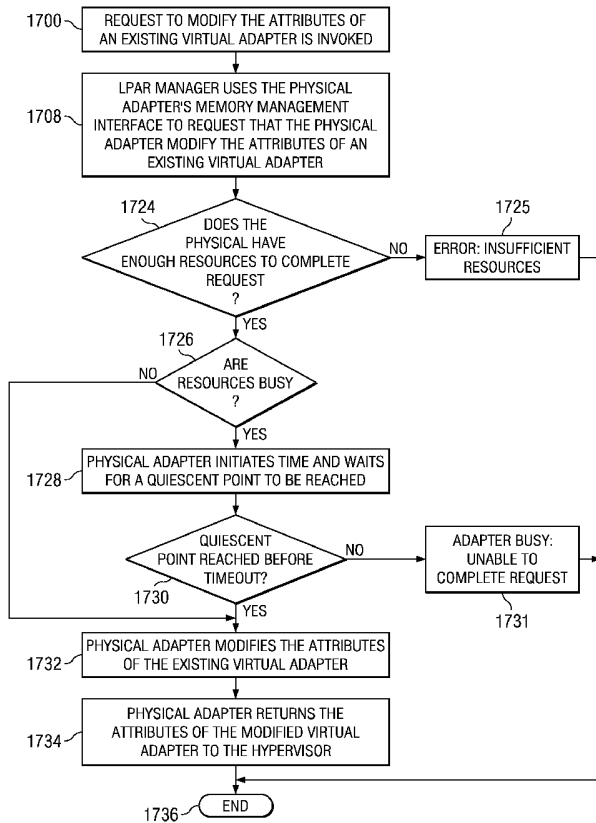 1700
REQUEST TO MODIFY THE ATTRIBUTES OF
AN EXISTING VIRTUAL ADAPTER IS INVOKED
1708
LPAR MANAGER USES THE PHYSICAL
ADAPTER'S MEMORY MANAGEMENT
INTERFACE TO REQUEST THAT THE PHYSICAL
ADAPTER MODIFY THE ATTRIBUTES OF AN
EXISTING VIRTUAL ADAPTER
1724
DOES THE
PHYSICAL HAVE
ENOUGH RESOURCES TO COMPLETE
REQUEST
?
NO
1725
ERROR: INSUFFICIENT
RESOURCES
YES
1726
ARE
RESOURCES BUSY
?
NO
YES
1728
PHYSICAL ADAPTER INITIATES TIME AND WAITS
FOR A QUIESCENT POINT TO BE REACHED
QUIESCENT
POINT REACHED BEFORE
TIMEOUT?
1730
NO
ADAPTER BUSY:
UNABLE TO
COMPLETE REQUEST
1731
YES
1732
PHYSICAL ADAPTER MODIFIES THE ATTRIBUTES
OF THE EXISTING VIRTUAL ADAPTER
1734
PHYSICAL ADAPTER RETURNS THE
ATTRIBUTES OF THE MODIFIED VIRTUAL
ADAPTER TO THE HYPERVISOR
1736
END